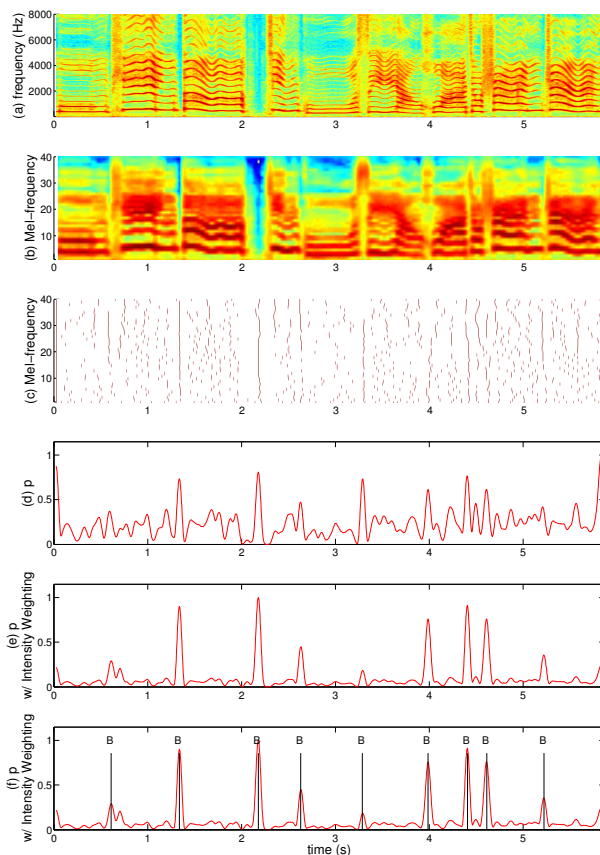 (a) frequency (Hz)
8000
6000
4000
2000
0 1 2 3 4 5
(b) Mel−frequency
40
30
20
10
0 1 2 3 4 5
(c) Mel−frequency
40
30
20
10
0 1 2 3 4 5
(d) p
1
0.5
0
0 1 2 3 4 5
(e) p
w/ Intensity Weighting
1
0.5
0
0 1 2 3 4 5
(f) p
w/ Intensity Weighting
B B B B B B B B B
1
0.5
0
0 1 2 3 4 5
time (s)